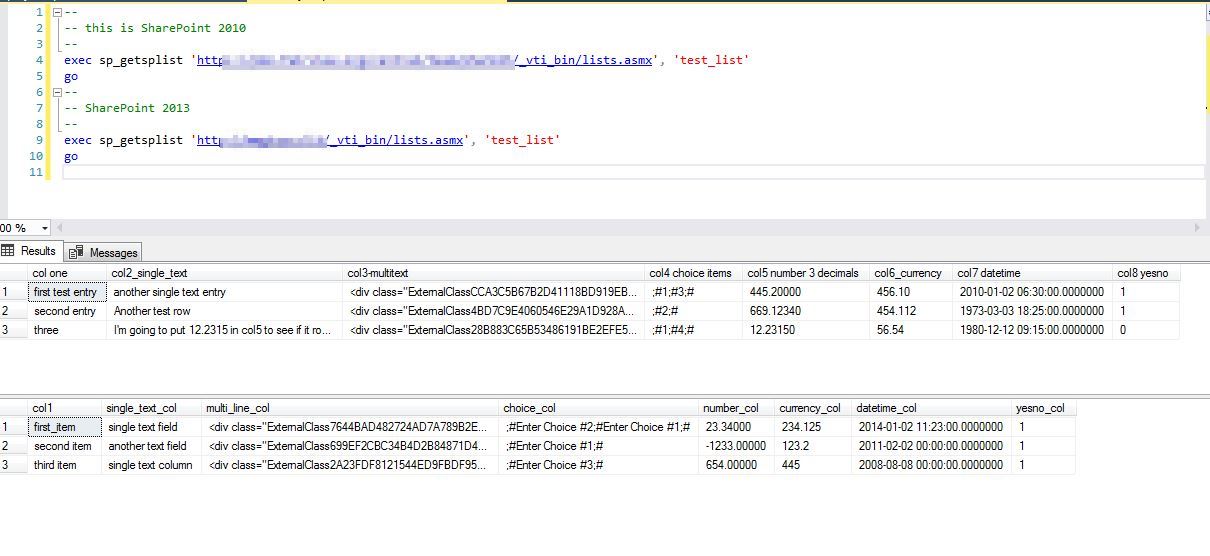 1 --
2 -- this is SharePoint 2010
3 --
4 exec sp_getsplist 'http /_vti_bin/lists.asmx', 'test_list'
5 go
6 --
7 -- SharePoint 2013
8 --
9 exec sp_getsplist 'http /_vti_bin/lists.asmx', 'test_list'
10 go
11
00 %
Results Messages
col one col2_single_text col3-multitext col4 choice items col5 number 3 decimals col6_currency col7 datetime col8 yesno
1 first test entry another single text entry <div class="ExternalClassCCA3C5B67B2D41118BD919EB... ;#1;#3;# 445.20000 456.10 2010-01-02 06:30:00.0000000 1
2 second entry Another test row <div class="ExternalClass4BD7C9E4060546E29A1D928A... ;#2;# 669.12340 454.112 1973-03-03 18:25:00.0000000 1
3 three I'm going to put 12.2315 in col5 to see if it ro... <div class="ExternalClass28B883C65B53486191BE2EFE5... ;#1;#4;# 12.23150 56.54 1980-12-12 09:15:00.0000000 0
col1 single_text_col multi_line_col choice_col number_col currency_col datetime_col yesno_col
1 first_item single text field <div class="ExternalClass7644BAD482724AD7A789B2E... ;#Enter Choice #2;#Enter Choice #1;# 23.34000 234.125 2014-01-02 11:23:00.0000000 1
2 second item another text field <div class="ExternalClass699EF2CBC34B4D2B84871D4... ;#Enter Choice #1;# -1233.00000 123.2 2011-02-02 00:00:00.0000000 1
3 third item single text column <div class="ExternalClass2A23FDF8121544ED9FBDF95... ;#Enter Choice #3;# 654.00000 445 2008-08-08 00:00:00.0000000 1